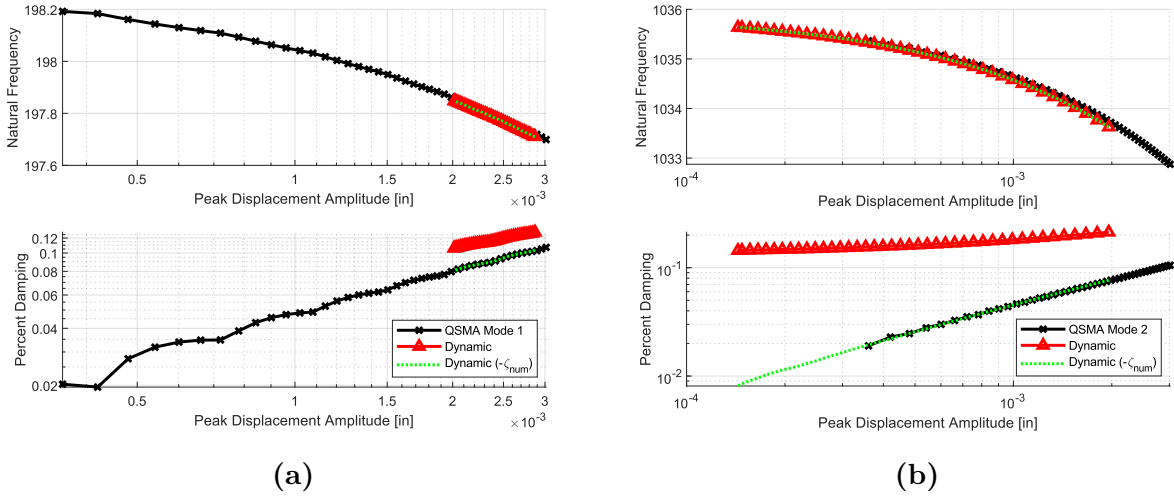 198.2
198
197.8
197.6
Natural Frequency
0.5
1
1.5
2
2.5
3
Peak Displacement Amplitude [in]
× 10⁻³
0.12
0.1
0.08
0.06
0.04
0.02
Percent Damping
QSMA Mode 1
Dynamic
Dynamic (-ζnum)
0.5
1
1.5
2
2.5
3
Peak Displacement Amplitude [in]
× 10⁻³
(a)
1036
1035
1034
1033
Natural Frequency
10⁻⁴
10⁻³
Peak Displacement Amplitude [in]
10⁻¹
10⁻²
Percent Damping
QSMA Mode 2
Dynamic
Dynamic (-ζnum)
10⁻⁴
10⁻³
Peak Displacement Amplitude [in]
(b)